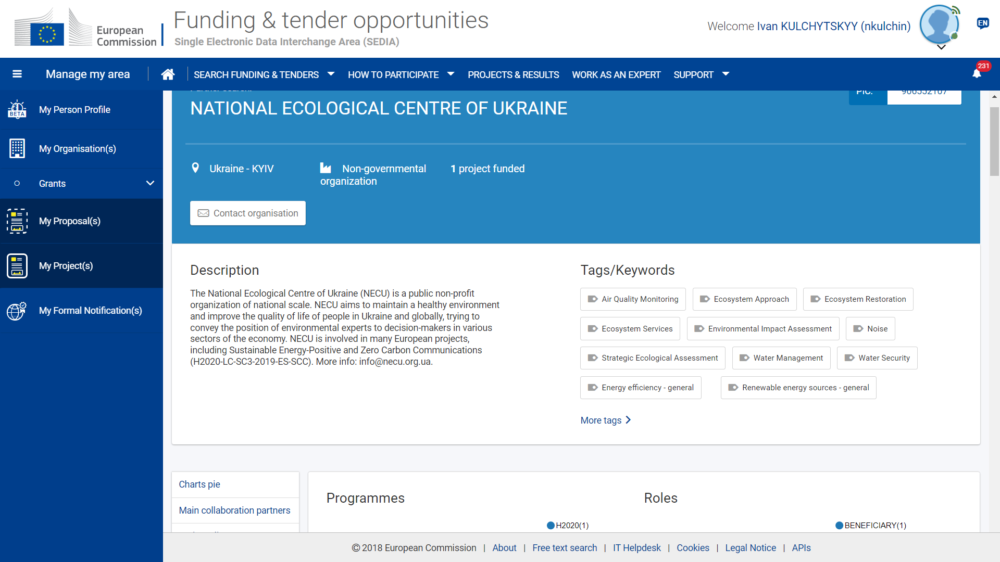 European
Commission
Funding & tender opportunities
Single Electronic Data Interchange Area (SEDIA)
Welcome Ivan KULCHYTSKYY (nkulchin)
EN
Manage my area
SEARCH FUNDING & TENDERS
HOW TO PARTICIPATE
PROJECTS & RESULTS
WORK AS AN EXPERT
SUPPORT
231
BETA
My Person Profile
My Organisation(s)
Grants
My Proposal(s)
My Project(s)
My Formal Notification(s)
PIC:
906552107
NATIONAL ECOLOGICAL CENTRE OF UKRAINE
Ukraine - KYIV
Non-governmental
organization
1 project funded
Contact organisation
Description
The National Ecological Centre of Ukraine (NECU) is a public non-profit
organization of national scale. NECU aims to maintain a healthy environment
and improve the quality of life of people in Ukraine and globally, trying to
convey the position of environmental experts to decision-makers in various
sectors of the economy. NECU is involved in many European projects,
including Sustainable Energy-Positive and Zero Carbon Communications
(H2020-LC-SC3-2019-ES-SCC). More info: info@necu.org.ua.
Tags/Keywords
Air Quality Monitoring
Ecosystem Approach
Ecosystem Restoration
Ecosystem Services
Environmental Impact Assessment
Noise
Strategic Ecological Assessment
Water Management
Water Security
Energy efficiency - general
Renewable energy sources - general
More tags
Charts pie
Main collaboration partners
Programmes
H2020(1)
Roles
BENEFICIARY(1)
© 2018 European Commission | About | Free text search | IT Helpdesk | Cookies | Legal Notice | APIs